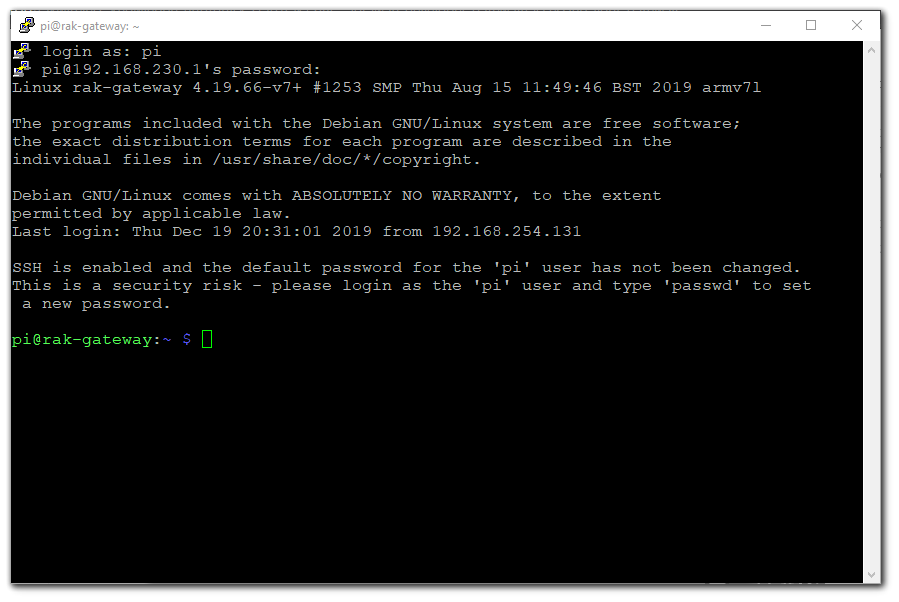 pi@rak-gateway: ~
login as: pi
pi@192.168.230.1's password:
Linux rak-gateway 4.19.66-v7+ #1253 SMP Thu Aug 15 11:49:46 BST 2019 armv7l
The programs included with the Debian GNU/Linux system are free software;
the exact distribution terms for each program are described in the
individual files in /usr/share/doc/*/copyright.
Debian GNU/Linux comes with ABSOLUTELY NO WARRANTY, to the extent
permitted by applicable law.
Last login: Thu Dec 19 20:31:01 2019 from 192.168.254.131
SSH is enabled and the default password for the 'pi' user has not been changed.
This is a security risk - please login as the 'pi' user and type 'passwd' to set
 a new password.
pi@rak-gateway:~ $